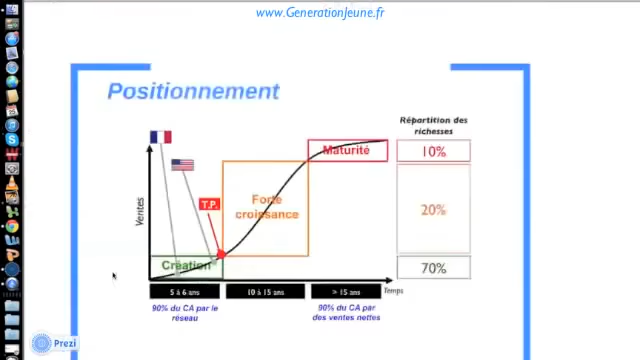 www.GenerationJeune.fr
Positionnement
Répartition des
richesses
Maturité
10%
T.P.
Forte
croissance
20%
Ventes
Création
70%
5 à 6 ans
10 à 15 ans
> 15 ans
Temps
90% du CA par le
réseau
90% du CA par
des ventes nettes
Prezi